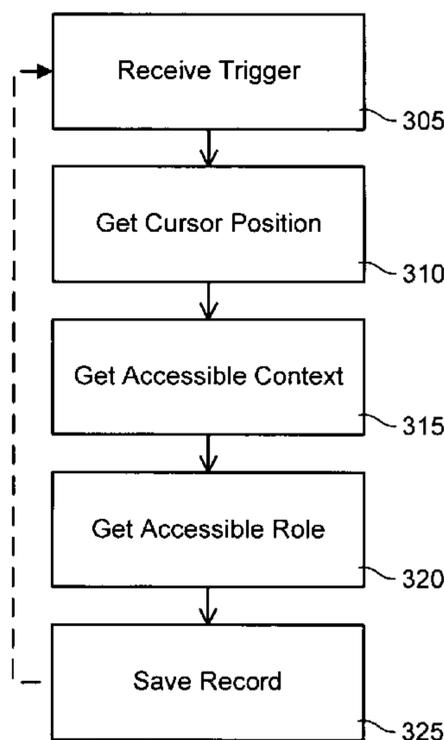 Receive Trigger
305
Get Cursor Position
310
Get Accessible Context
315
Get Accessible Role
320
Save Record
325